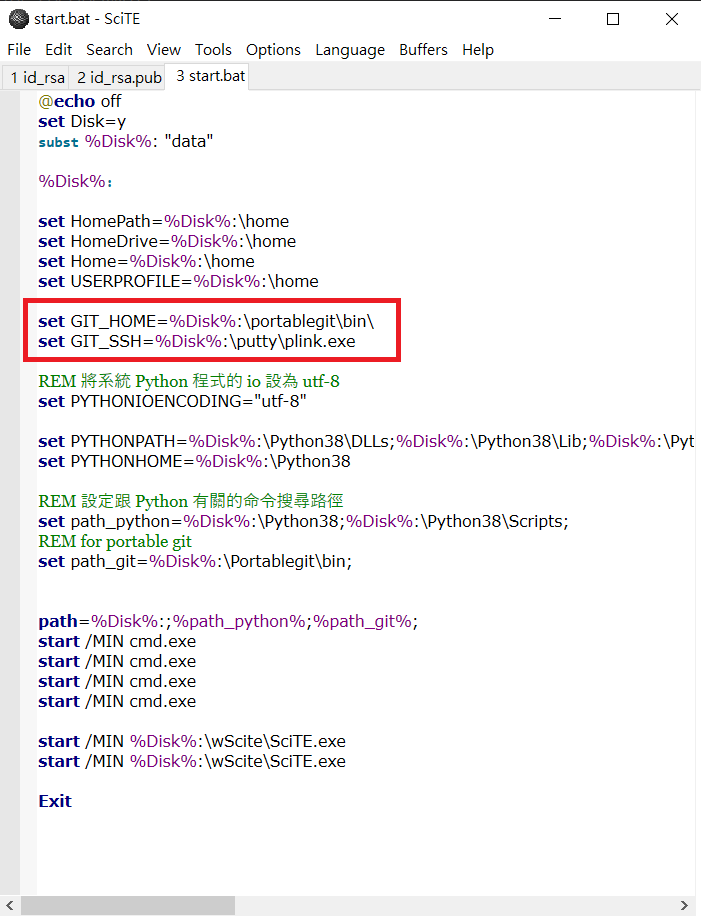 start.bat - SciTE
File Edit Search View Tools Options Language Buffers Help
1 id_rsa 2 id_rsa.pub 3 start.bat
@echo off
set Disk=y
subst %Disk%: "data"
%Disk%:
set HomePath=%Disk%:\home
set HomeDrive=%Disk%:\home
set Home=%Disk%:\home
set USERPROFILE=%Disk%:\home
set GIT_HOME=%Disk%:\portablegit\bin\
set GIT_SSH=%Disk%:\putty\plink.exe
REM 將系統 Python 程式的 io 設為 utf-8
set PYTHONIOENCODING="utf-8"
set PYTHONPATH=%Disk%:\Python38\DLLs;%Disk%:\Python38\Lib;%Disk%:\Pyt
set PYTHONHOME=%Disk%:\Python38
REM 設定跟 Python 有關的命令搜尋路徑
set path_python=%Disk%:\Python38;%Disk%:\Python38\Scripts;
REM for portable git
set path_git=%Disk%:\Portablegit\bin;
path=%Disk%:;%path_python%;%path_git%;
start /MIN cmd.exe
start /MIN cmd.exe
start /MIN cmd.exe
start /MIN cmd.exe
start /MIN %Disk%:\wScite\SciTE.exe
start /MIN %Disk%:\wScite\SciTE.exe
Exit